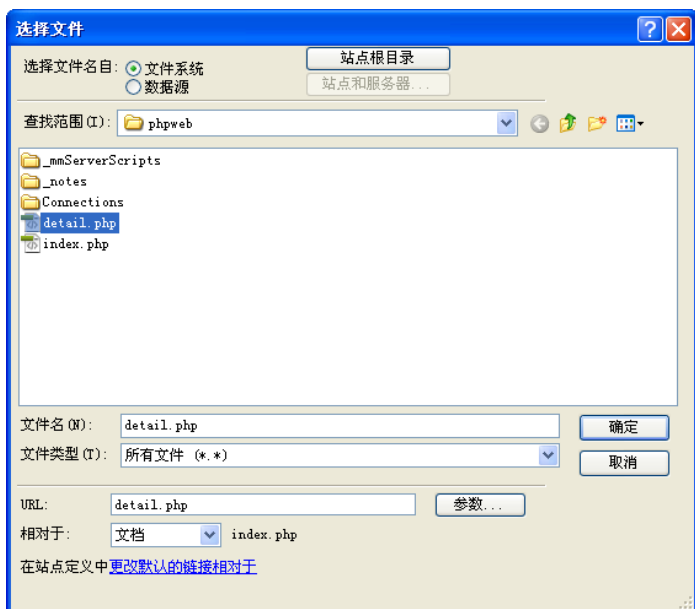 选择文件
选择文件名自: 文件系统
数据源
站点根目录
站点和服务器...
查找范围(I): phpweb
_mmServerScripts
_notes
Connections
detail.php
index.php
文件名(N): detail.php
确定
文件类型(T): 所有文件 (*.*)
取消
URL: detail.php 参数...
相对于: 文档 index.php
在站点定义中更改默认的链接相对于